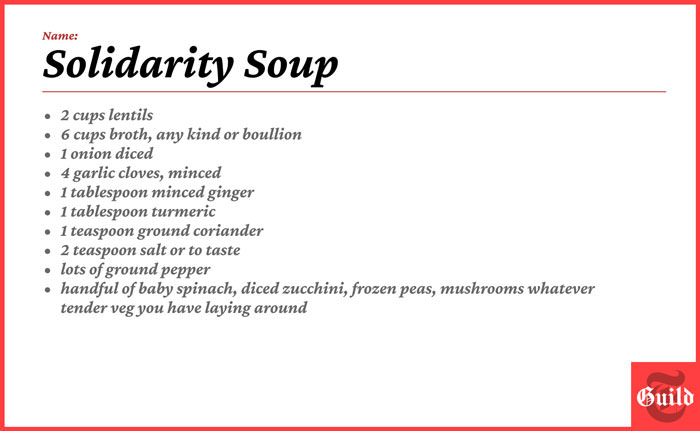 Name:
Solidarity Soup
• 2 cups lentils
• 6 cups broth, any kind or boullion
• 1 onion diced
• 4 garlic cloves, minced
• 1 tablespoon minced ginger
• 1 tablespoon turmeric
• 1 teaspoon ground coriander
• 2 teaspoon salt or to taste
• lots of ground pepper
• handful of baby spinach, diced zucchini, frozen peas, mushrooms whatever
tender veg you have laying around
T
Guild